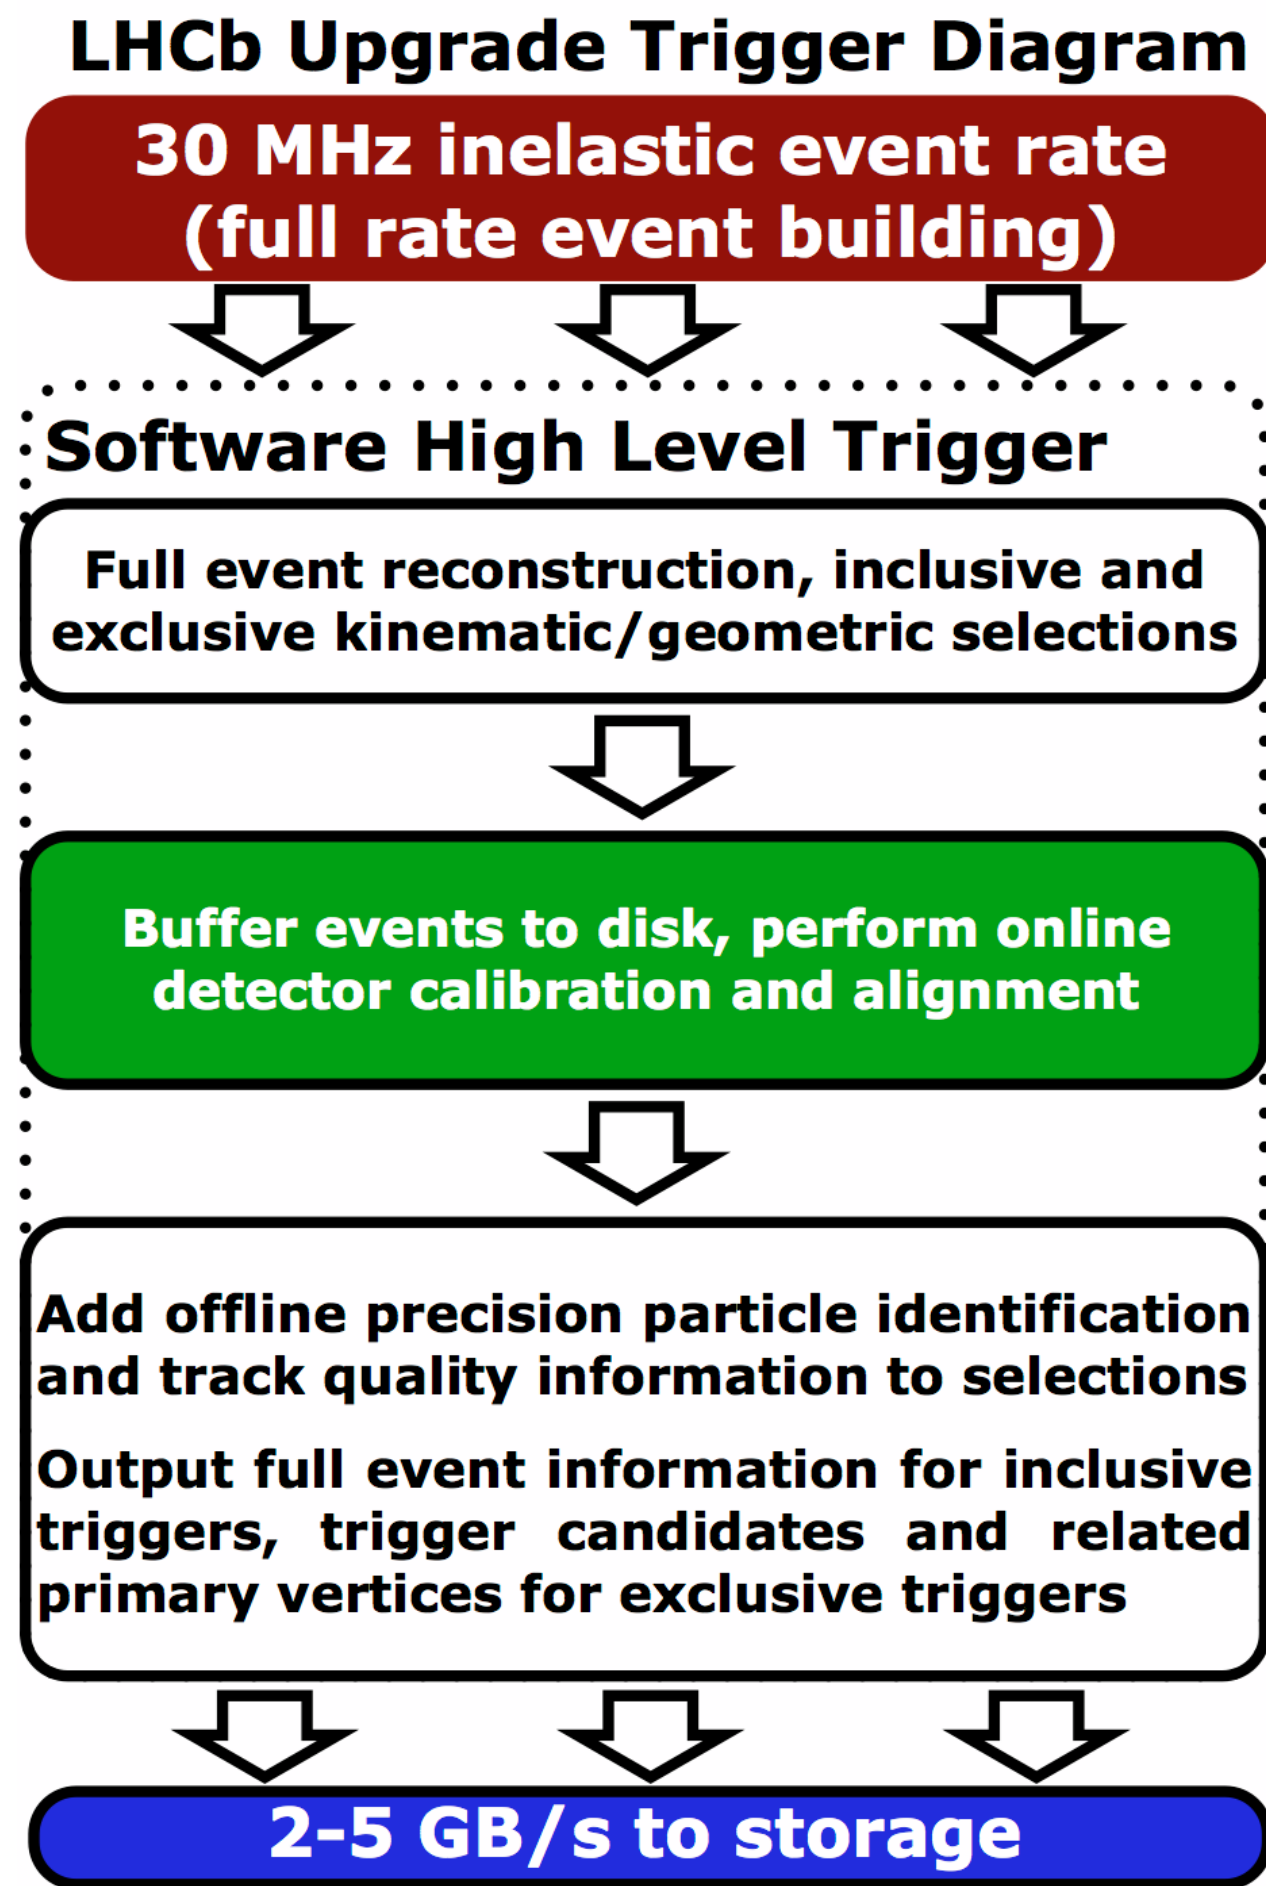 LHCb Upgrade Trigger Diagram
30 MHz inelastic event rate
(full rate event building)
Software High Level Trigger
Full event reconstruction, inclusive and
exclusive kinematic/geometric selections
Buffer events to disk, perform online
detector calibration and alignment
Add offline precision particle identification
and track quality information to selections
Output full event information for inclusive
triggers, trigger candidates and related
primary vertices for exclusive triggers
2-5 GB/s to storage